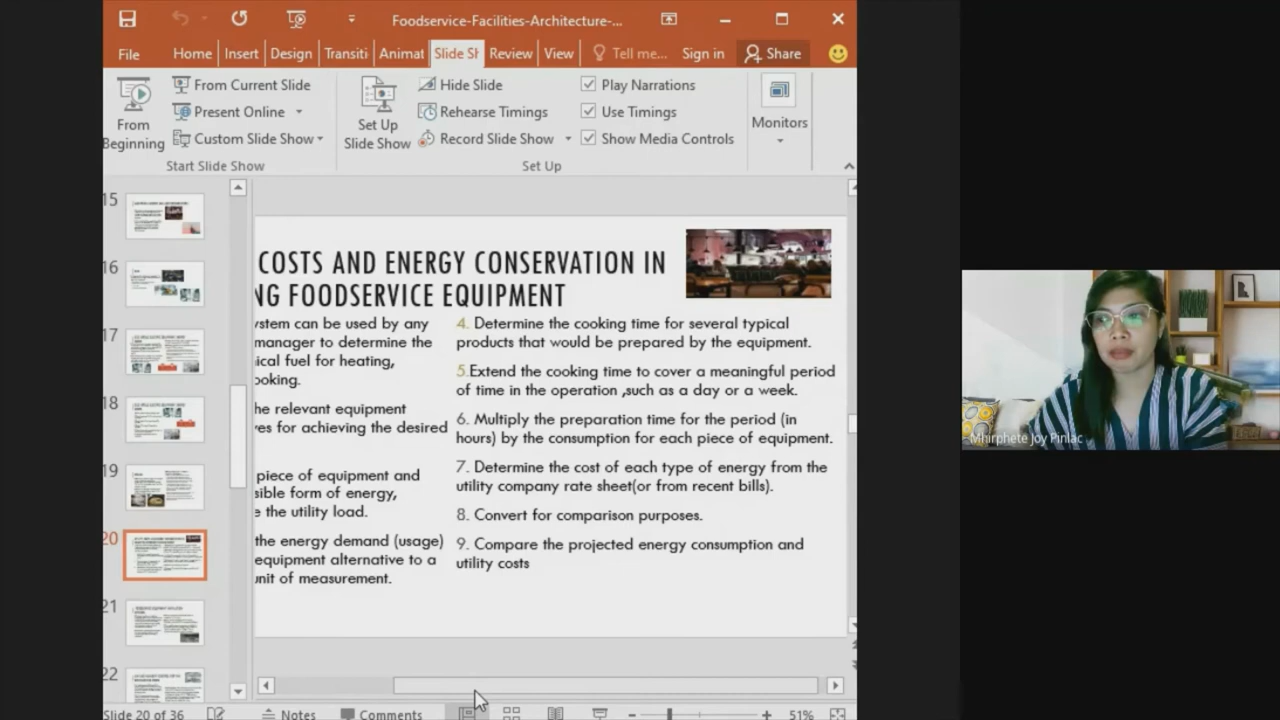 Foodservice-Facilities-Architecture-...
File Home Insert Design Transiti Animat Slide Sh Review View Tell me... Sign in Share
From Beginning
From Current Slide
Present Online
Custom Slide Show
Start Slide Show
Set Up Slide Show
Hide Slide
Rehearse Timings
Record Slide Show
Play Narrations
Use Timings
Show Media Controls
Set Up
Monitors
15
16
17
18
19
20
21
22
COSTS AND ENERGY CONSERVATION IN
NG FOODSERVICE EQUIPMENT
ystem can be used by any
manager to determine the
ical fuel for heating,
ooking.
he relevant equipment
ves for achieving the desired
piece of equipment and
sible form of energy,
e the utility load.
the energy demand (usage)
equipment alternative to a
unit of measurement.
4. Determine the cooking time for several typical
products that would be prepared by the equipment.
5.Extend the cooking time to cover a meaningful period
of time in the operation ,such as a day or a week.
6. Multiply the preparation time for the period (in
hours) by the consumption for each piece of equipment.
7. Determine the cost of each type of energy from the
utility company rate sheet(or from recent bills).
8. Convert for comparison purposes.
9. Compare the projected energy consumption and
utility costs
Slide 20 of 36 Notes Comments 51%
Mhirphete Joy Pinlac